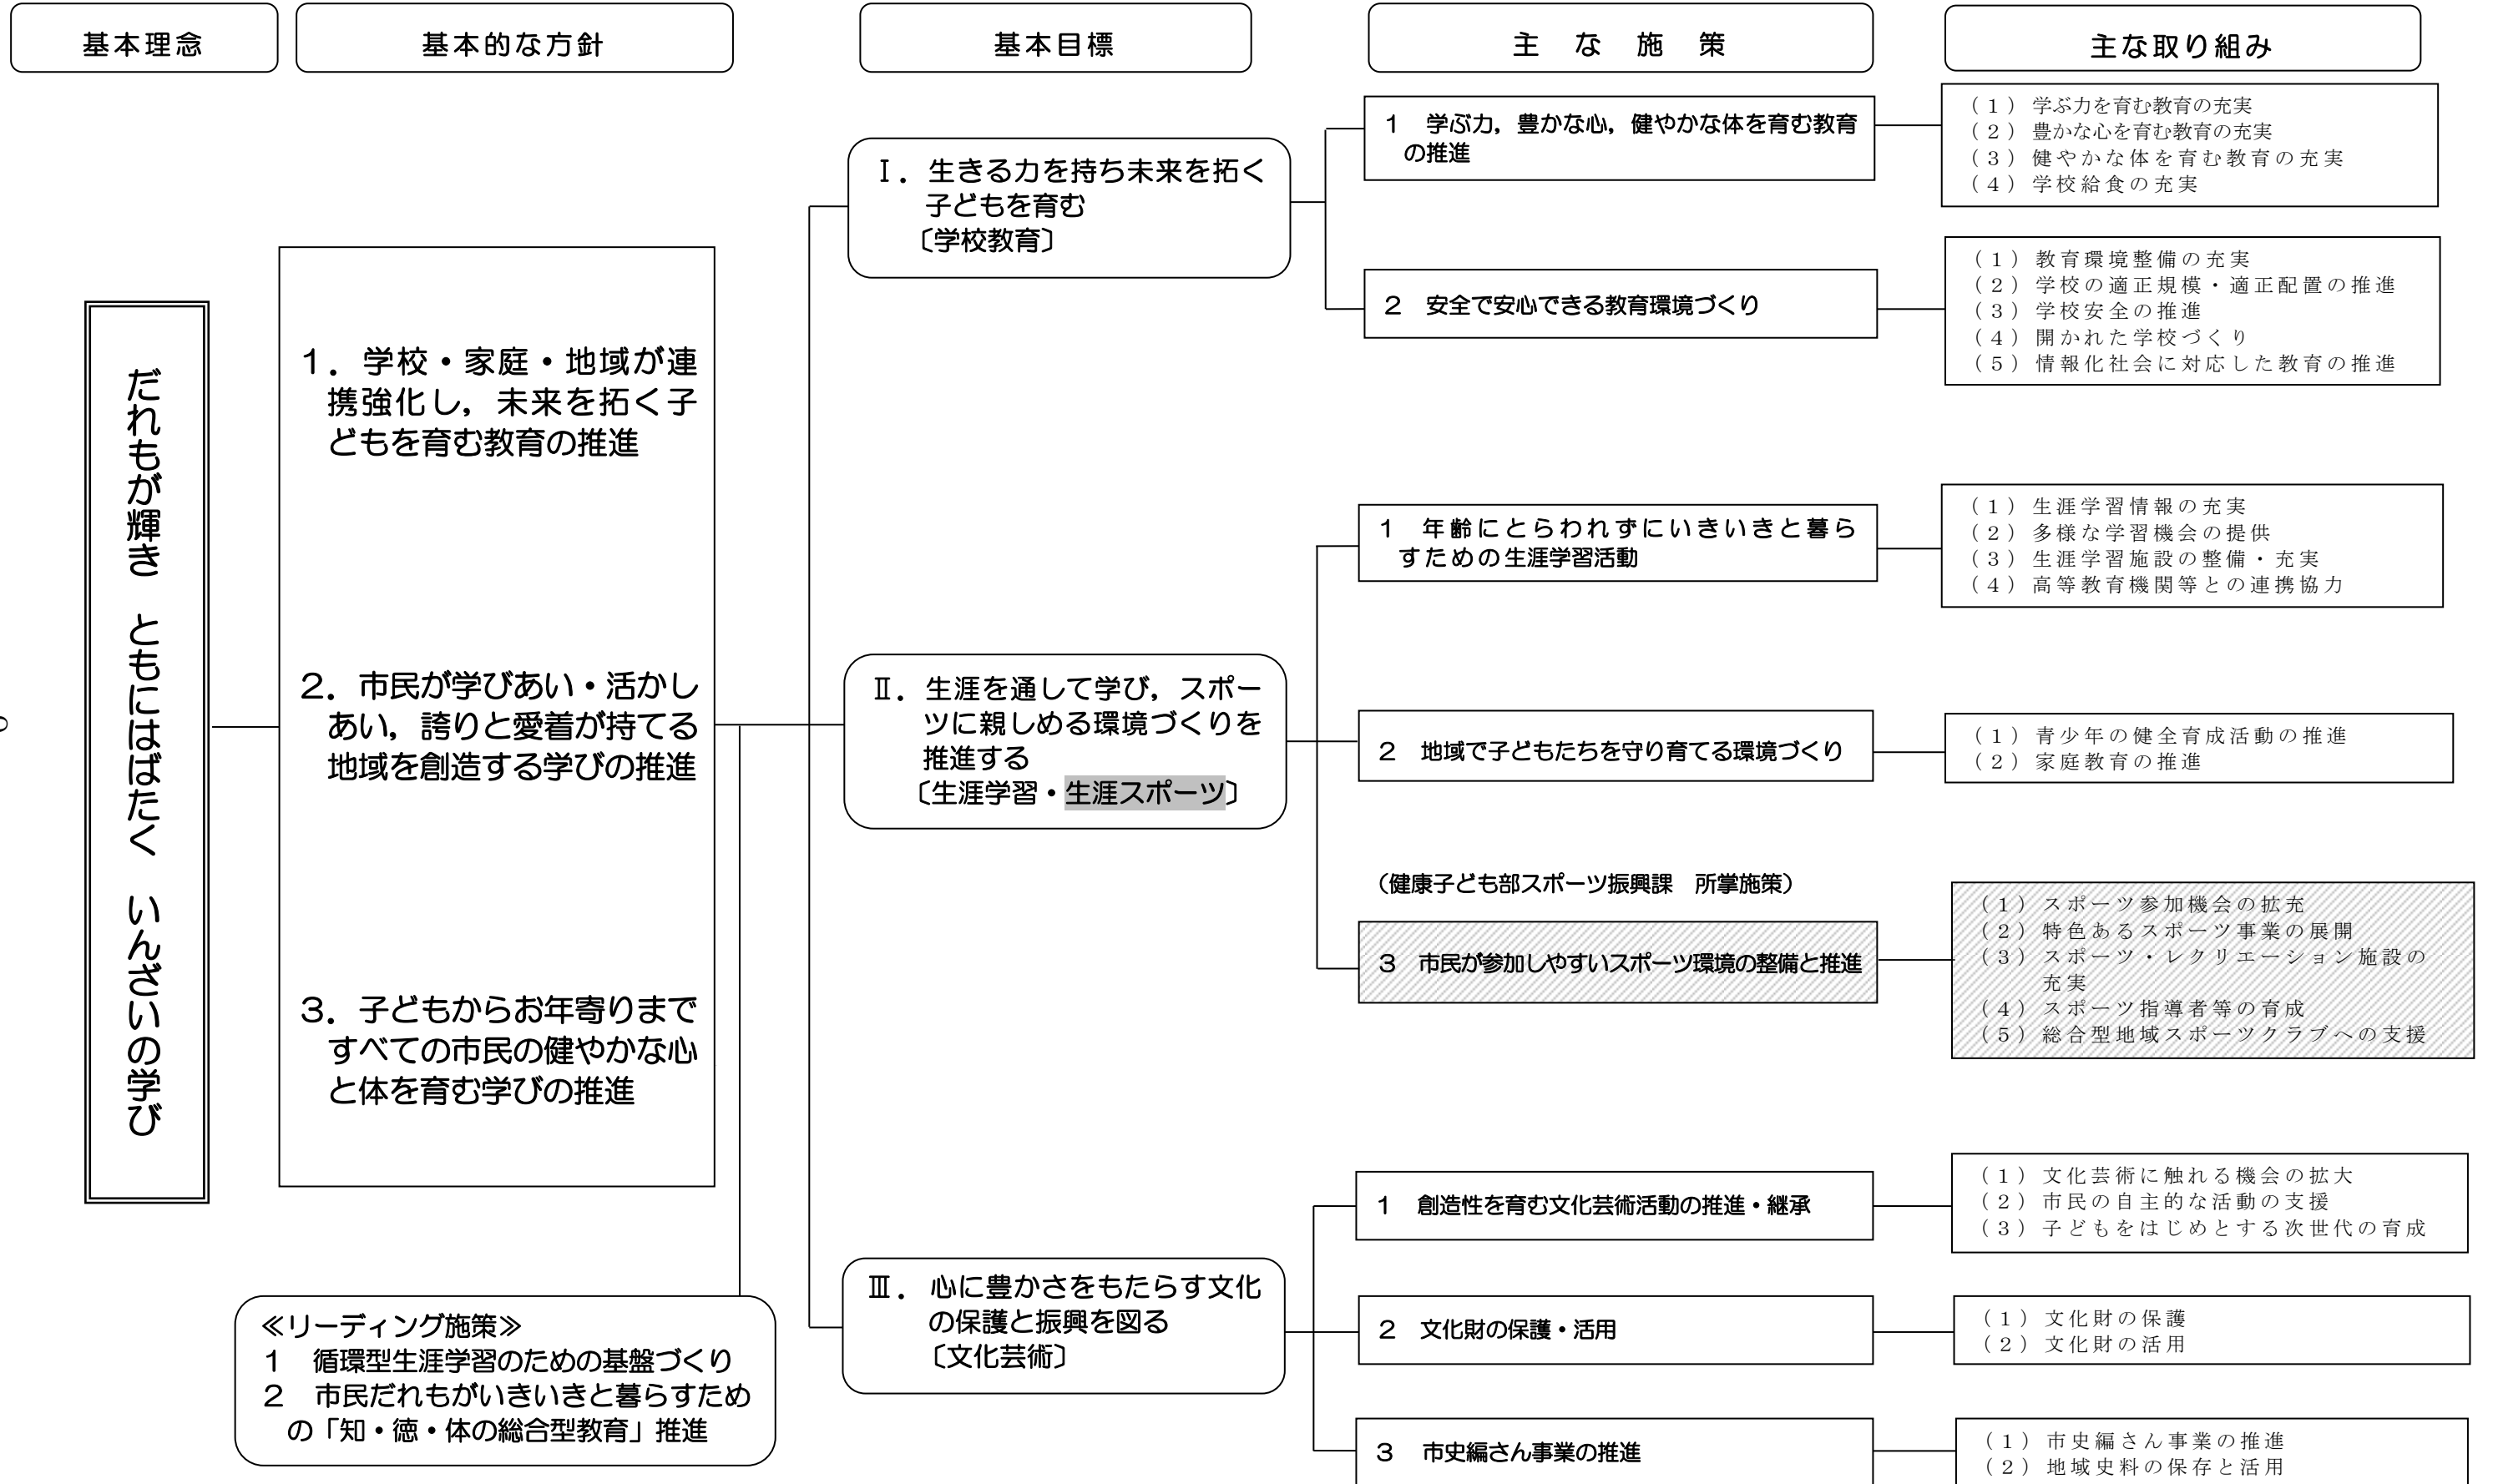 基本理念
基本的な方針
基本目標
主な施策
主な取り組み
だれもが輝き　ともにはばたく　いんざいの学び
１．学校・家庭・地域が連
携強化し，未来を拓く子
どもを育む教育の推進
２．市民が学びあい・活かし
あい，誇りと愛着が持てる
地域を創造する学びの推進
３．子どもからお年寄りまで
すべての市民の健やかな心
と体を育む学びの推進
≪リーディング施策≫
１　循環型生涯学習のための基盤づくり
２　市民だれもがいきいきと暮らすため
の「知・徳・体の総合型教育」推進
Ⅰ．生きる力を持ち未来を拓く
子どもを育む
〔学校教育〕
１　学ぶ力，豊かな心，健やかな体を育む教育
の推進
（１）学ぶ力を育む教育の充実
（２）豊かな心を育む教育の充実
（３）健やかな体を育む教育の充実
（４）学校給食の充実
２　安全で安心できる教育環境づくり
（１）教育環境整備の充実
（２）学校の適正規模・適正配置の推進
（３）学校安全の推進
（４）開かれた学校づくり
（５）情報化社会に対応した教育の推進
Ⅱ．生涯を通して学び，スポー
ツに親しめる環境づくりを
推進する
〔生涯学習・生涯スポーツ〕
１　年齢にとらわれずにいきいきと暮ら
すための生涯学習活動
（１）生涯学習情報の充実
（２）多様な学習機会の提供
（３）生涯学習施設の整備・充実
（４）高等教育機関等との連携協力
２　地域で子どもたちを守り育てる環境づくり
（１）青少年の健全育成活動の推進
（２）家庭教育の推進
（健康子ども部スポーツ振興課　所掌施策）
３　市民が参加しやすいスポーツ環境の整備と推進
（１）スポーツ参加機会の拡充
（２）特色あるスポーツ事業の展開
（３）スポーツ・レクリエーション施設の
充実
（４）スポーツ指導者等の育成
（５）総合型地域スポーツクラブへの支援
Ⅲ．心に豊かさをもたらす文化
の保護と振興を図る
〔文化芸術〕
１　創造性を育む文化芸術活動の推進・継承
（１）文化芸術に触れる機会の拡大
（２）市民の自主的な活動の支援
（３）子どもをはじめとする次世代の育成
２　文化財の保護・活用
（１）文化財の保護
（２）文化財の活用
３　市史編さん事業の推進
（１）市史編さん事業の推進
（２）地域史料の保存と活用